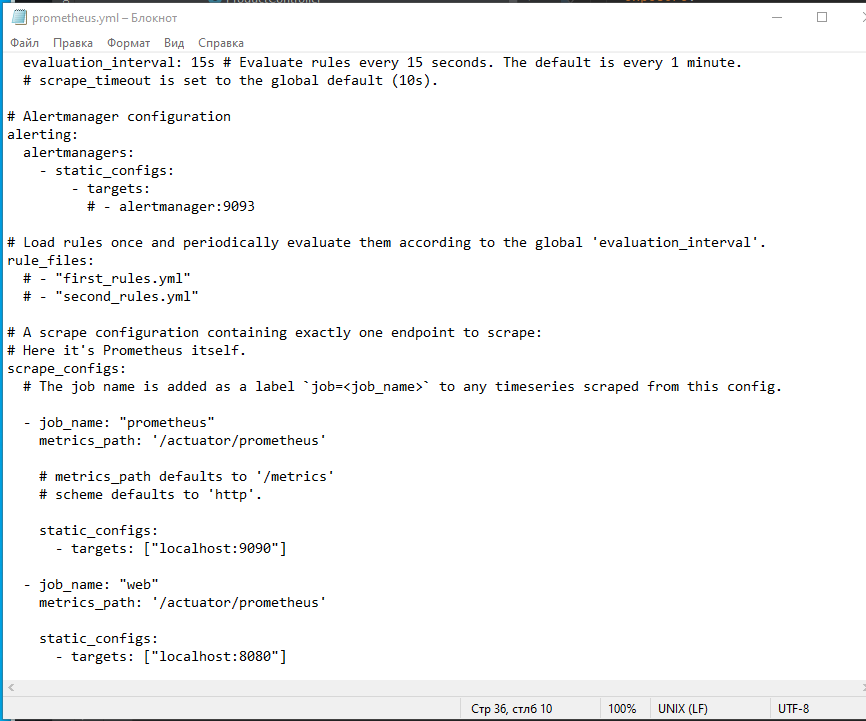 prometheus.yml – Блокнот
Файл Правка Формат Вид Справка
evaluation_interval: 15s # Evaluate rules every 15 seconds. The default is every 1 minute.
# scrape_timeout is set to the global default (10s).
# Alertmanager configuration
alerting:
alertmanagers:
- static_configs:
- targets:
# - alertmanager:9093
# Load rules once and periodically evaluate them according to the global 'evaluation_interval'.
rule_files:
# - "first_rules.yml"
# - "second_rules.yml"
# A scrape configuration containing exactly one endpoint to scrape:
# Here it's Prometheus itself.
scrape_configs:
# The job name is added as a label `job=<job_name>` to any timeseries scraped from this config.
- job_name: "prometheus"
metrics_path: '/actuator/prometheus'
# metrics_path defaults to '/metrics'
# scheme defaults to 'http'.
static_configs:
- targets: ["localhost:9090"]
- job_name: "web"
metrics_path: '/actuator/prometheus'
static_configs:
- targets: ["localhost:8080"]
Стр 36, стлб 10 100% UNIX (LF) UTF-8